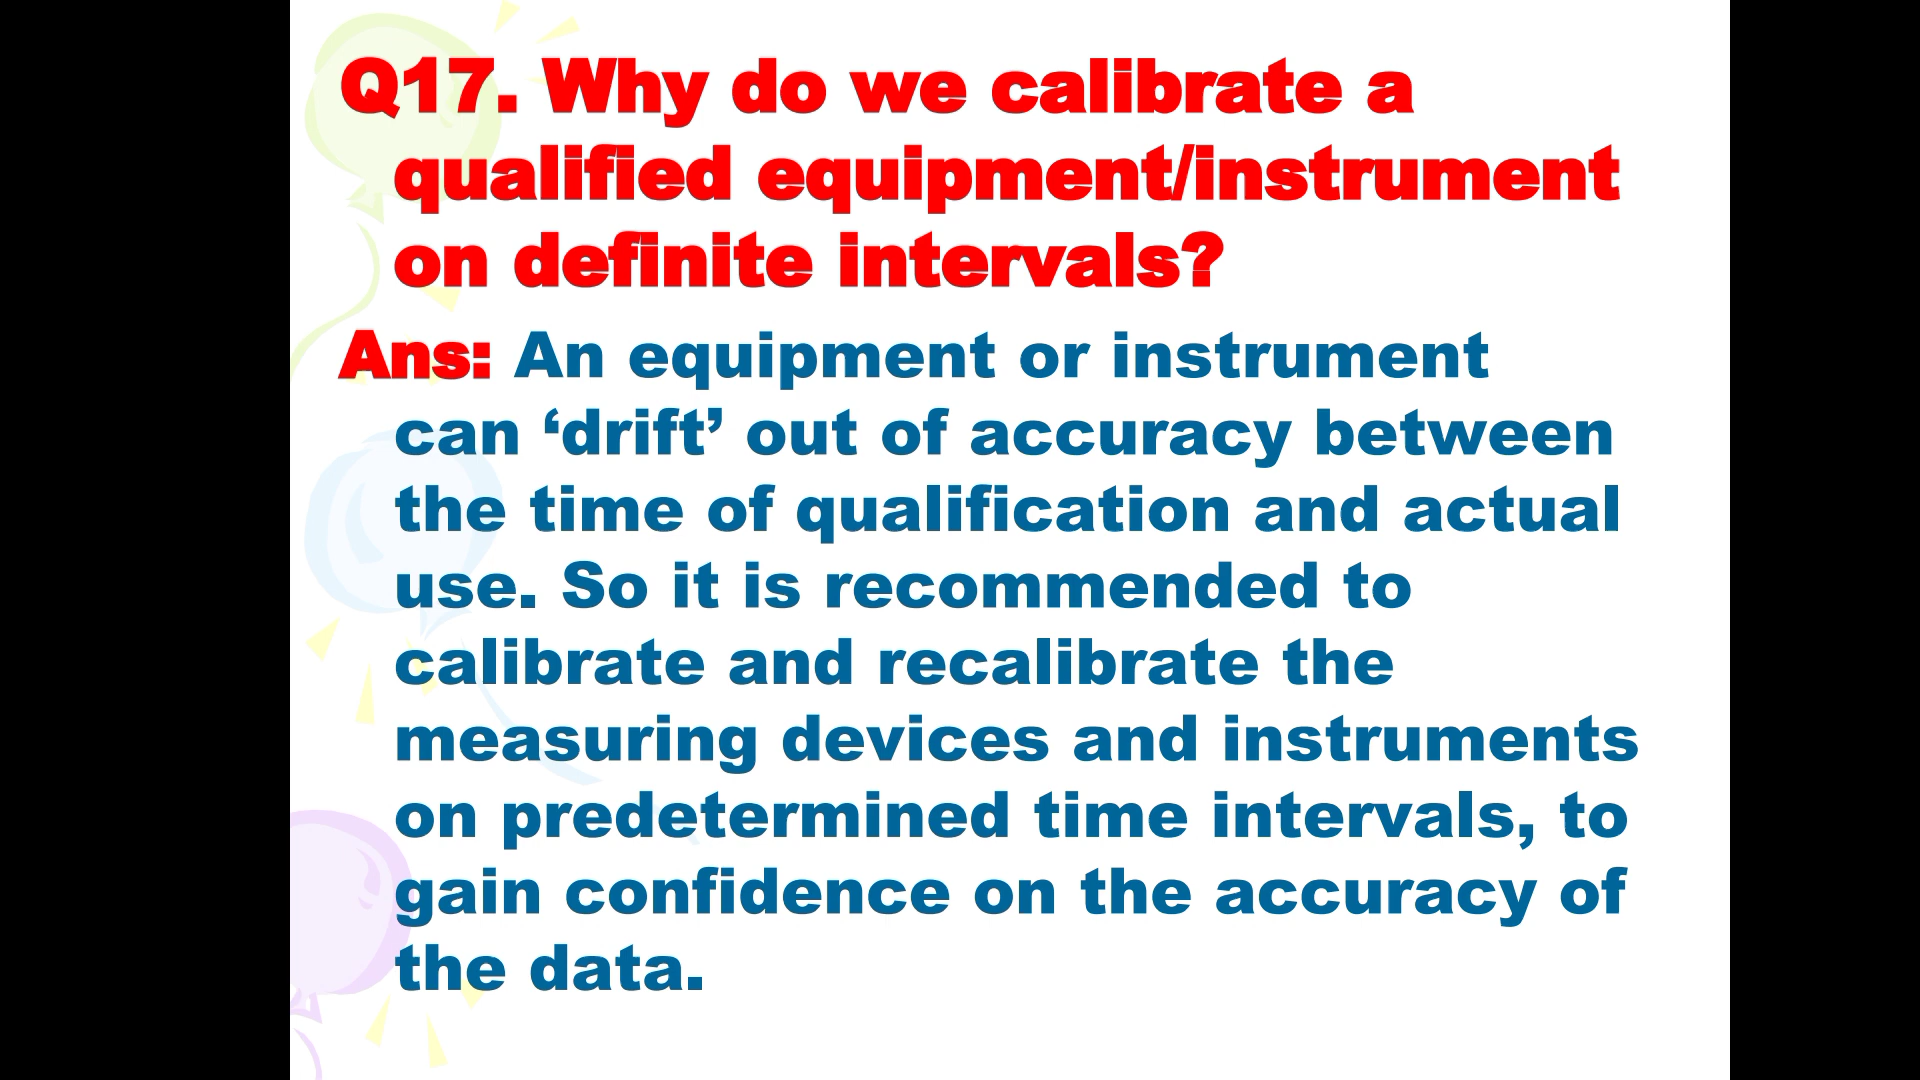 Q17. Why do we calibrate a
qualified equipment/instrument
on definite intervals?
Ans: An equipment or instrument
can ‘drift’ out of accuracy between
the time of qualification and actual
use. So it is recommended to
calibrate and recalibrate the
measuring devices and instruments
on predetermined time intervals, to
gain confidence on the accuracy of
the data.